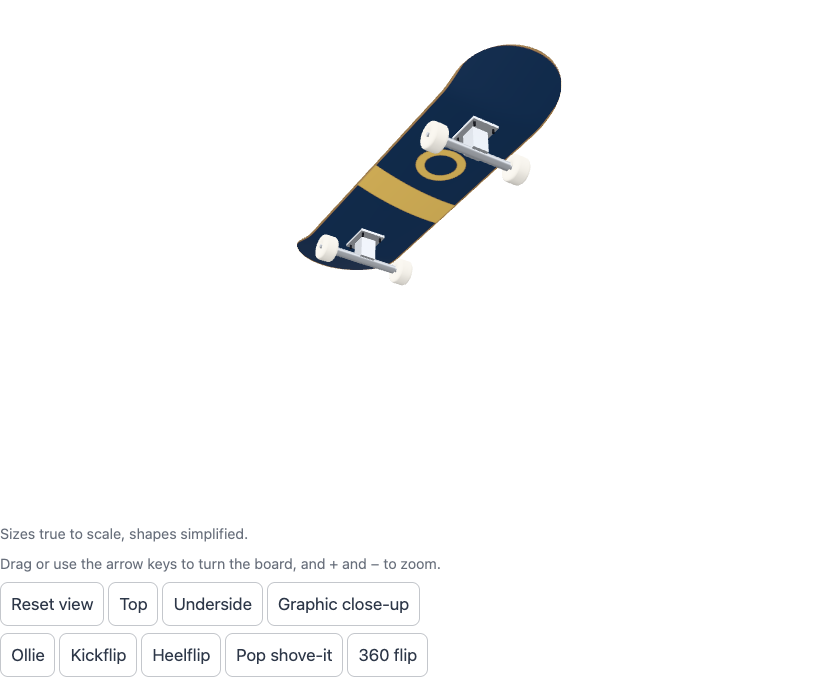 Sizes true to scale, shapes simplified.
Drag or use the arrow keys to turn the board, and + and – to zoom.
Reset view Top Underside Graphic close-up
Ollie Kickflip Heelflip Pop shove-it 360 flip